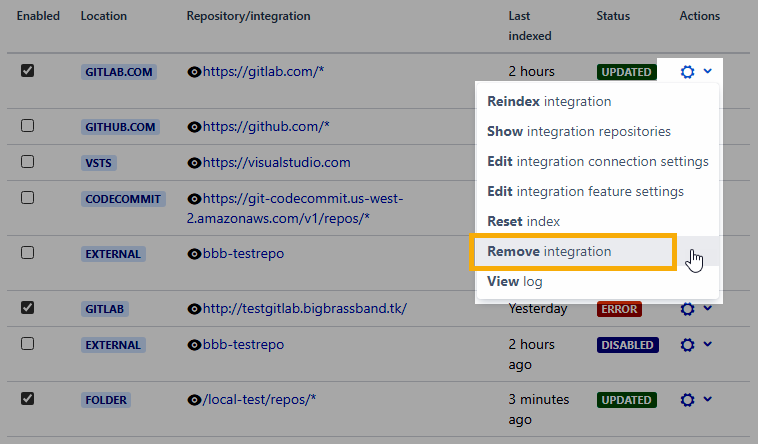 Enabled Location Repository/integration Last indexed Status Actions
GITLAB.COM https://gitlab.com/* 2 hours UPDATED
Reindex integration
GITHUB.COM https://github.com/*
Show integration repositories
VSTS https://visualstudio.com
Edit integration connection settings
CODECOMMIT https://git-codecommit.us-west-
2.amazonaws.com/v1/repos/*
Edit integration feature settings
Reset index
EXTERNAL bbb-testrepo
Remove integration
View log
GITLAB http://testgitlab.bigbrassband.tk/ Yesterday ERROR
EXTERNAL bbb-testrepo 2 hours ago DISABLED
FOLDER /local-test/repos/* 3 minutes ago UPDATED